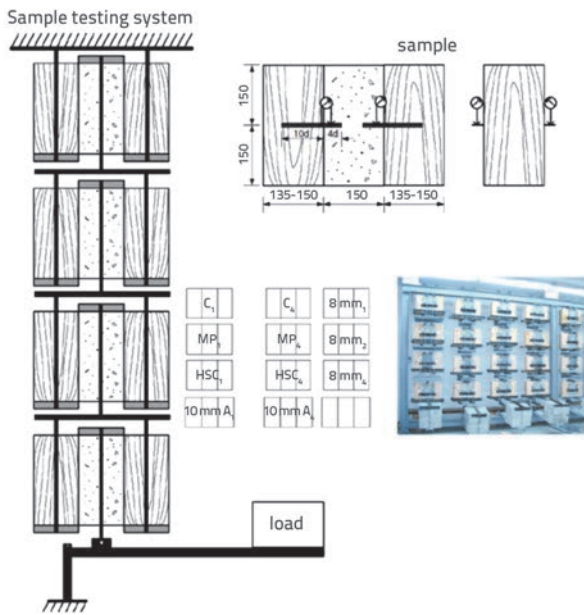 Sample testing system
sample
150
150
10d
4d
135-150
150
135-150
C₁
C₄
8 mm₁
MP₁
MP₄
8 mm₂
HSC₁
HSC₄
8 mm₄
10 mm A₁
10 mm A₄
load